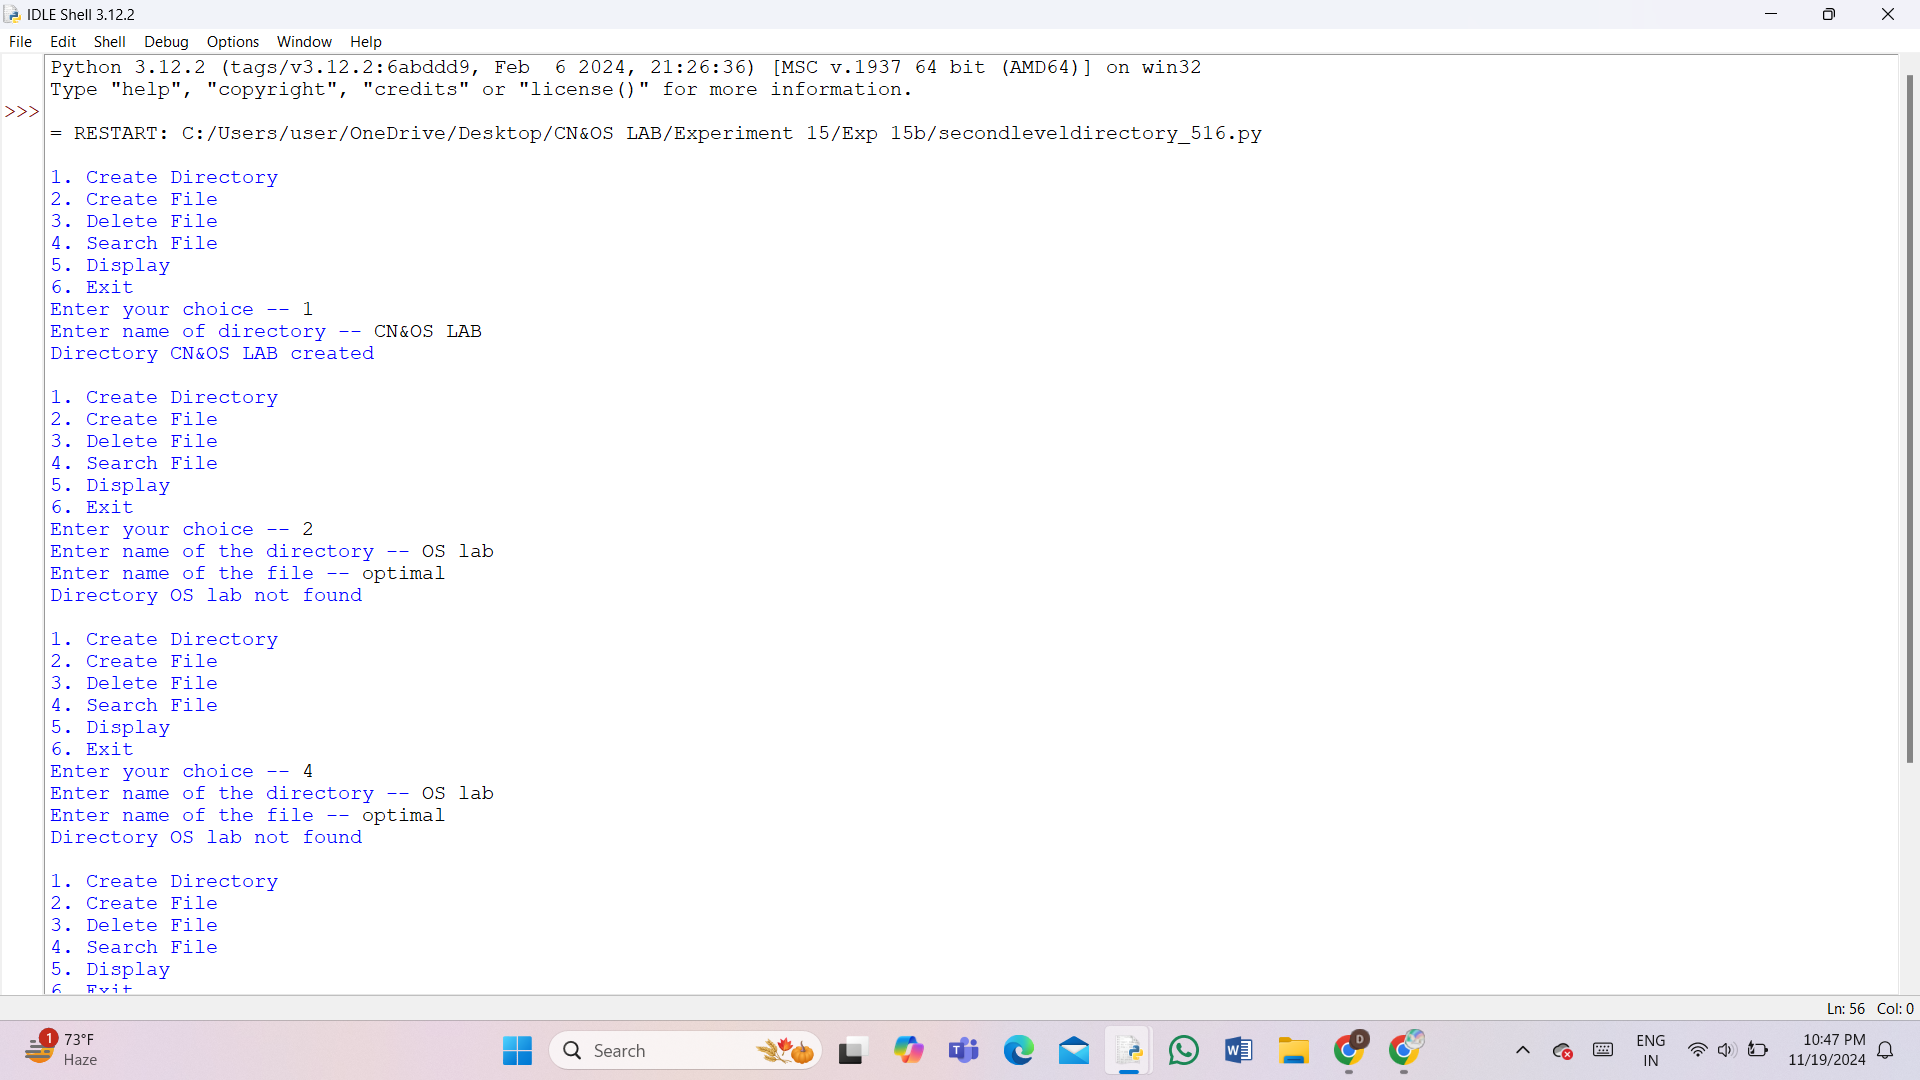 IDLE Shell 3.12.2
File Edit Shell Debug Options Window Help
Python 3.12.2 (tags/v3.12.2:6abddd9, Feb  6 2024, 21:26:36) [MSC v.1937 64 bit (AMD64)] on win32
Type "help", "copyright", "credits" or "license()" for more information.
>>>
= RESTART: C:/Users/user/OneDrive/Desktop/CN&OS LAB/Experiment 15/Exp 15b/secondleveldirectory_516.py
1. Create Directory
2. Create File
3. Delete File
4. Search File
5. Display
6. Exit
Enter your choice -- 1
Enter name of directory -- CN&OS LAB
Directory CN&OS LAB created
1. Create Directory
2. Create File
3. Delete File
4. Search File
5. Display
6. Exit
Enter your choice -- 2
Enter name of the directory -- OS lab
Enter name of the file -- optimal
Directory OS lab not found
1. Create Directory
2. Create File
3. Delete File
4. Search File
5. Display
6. Exit
Enter your choice -- 4
Enter name of the directory -- OS lab
Enter name of the file -- optimal
Directory OS lab not found
1. Create Directory
2. Create File
3. Delete File
4. Search File
5. Display
6. Exit
Ln: 56 Col: 0
1
73°F
Haze
Search
D
ENG
IN
10:47 PM
11/19/2024